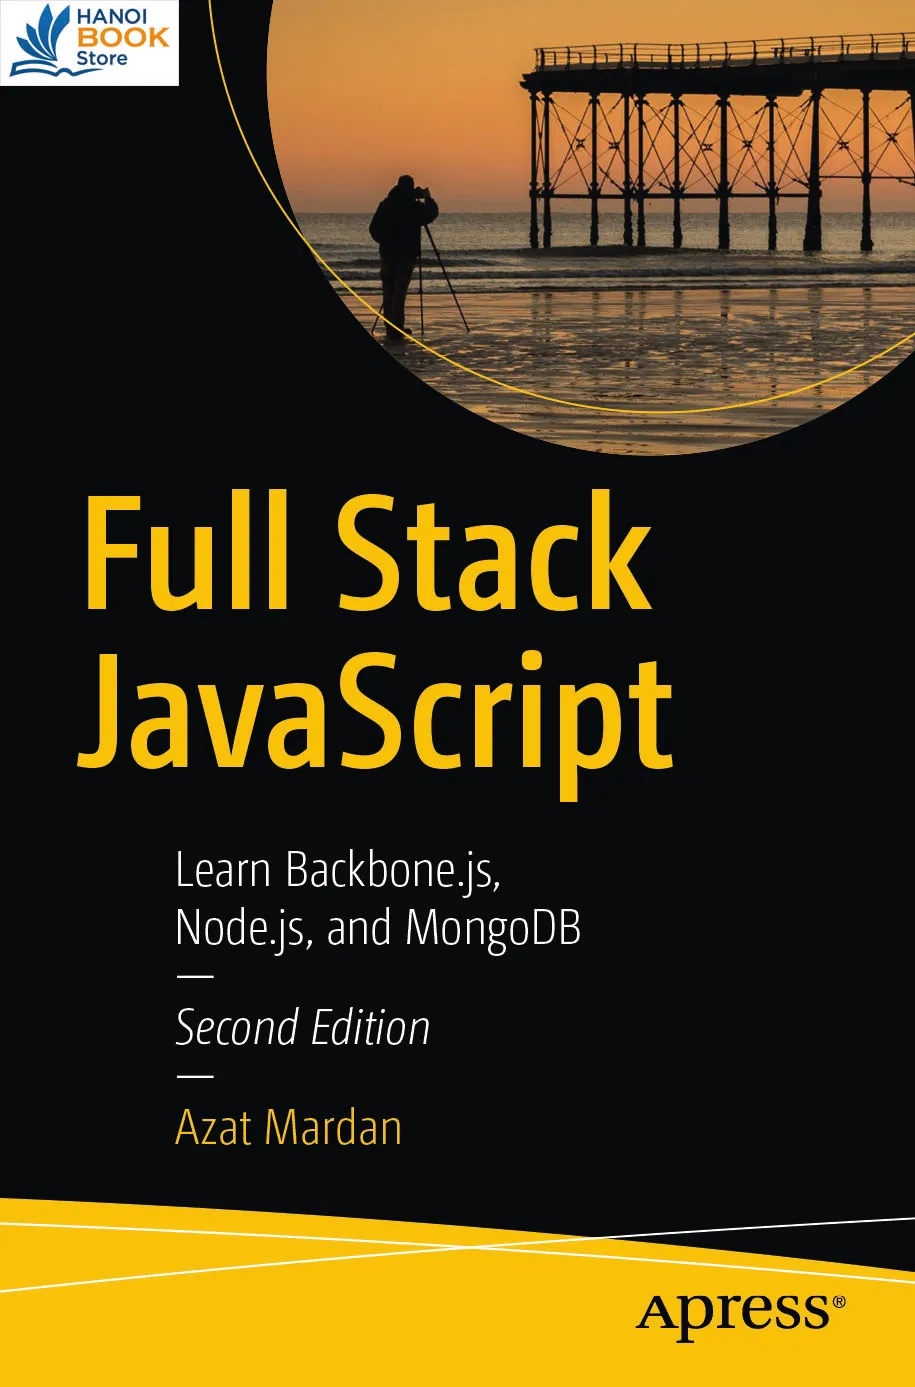 HANOI
BOOK
Store
Full Stack
JavaScript
Learn Backbone.js,
Node.js, and MongoDB
—
Second Edition
—
Azat Mardan
Apress®